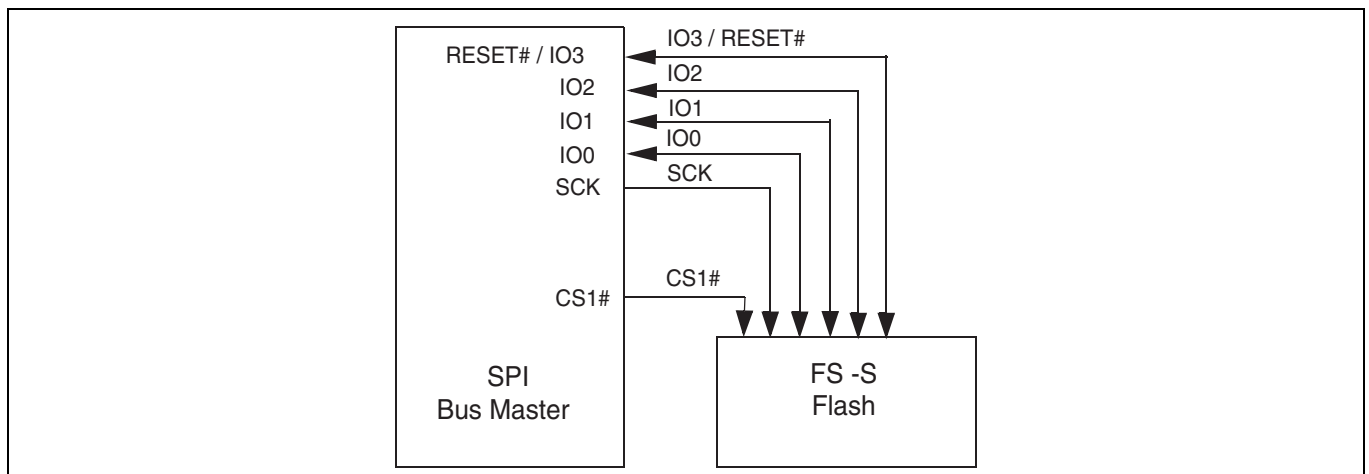 RESET# / IO3
IO3 / RESET#
IO2
IO2
IO1
IO1
IO0
IO0
SCK
SCK
CS1#
CS1#
SPI
Bus Master
FS -S
Flash